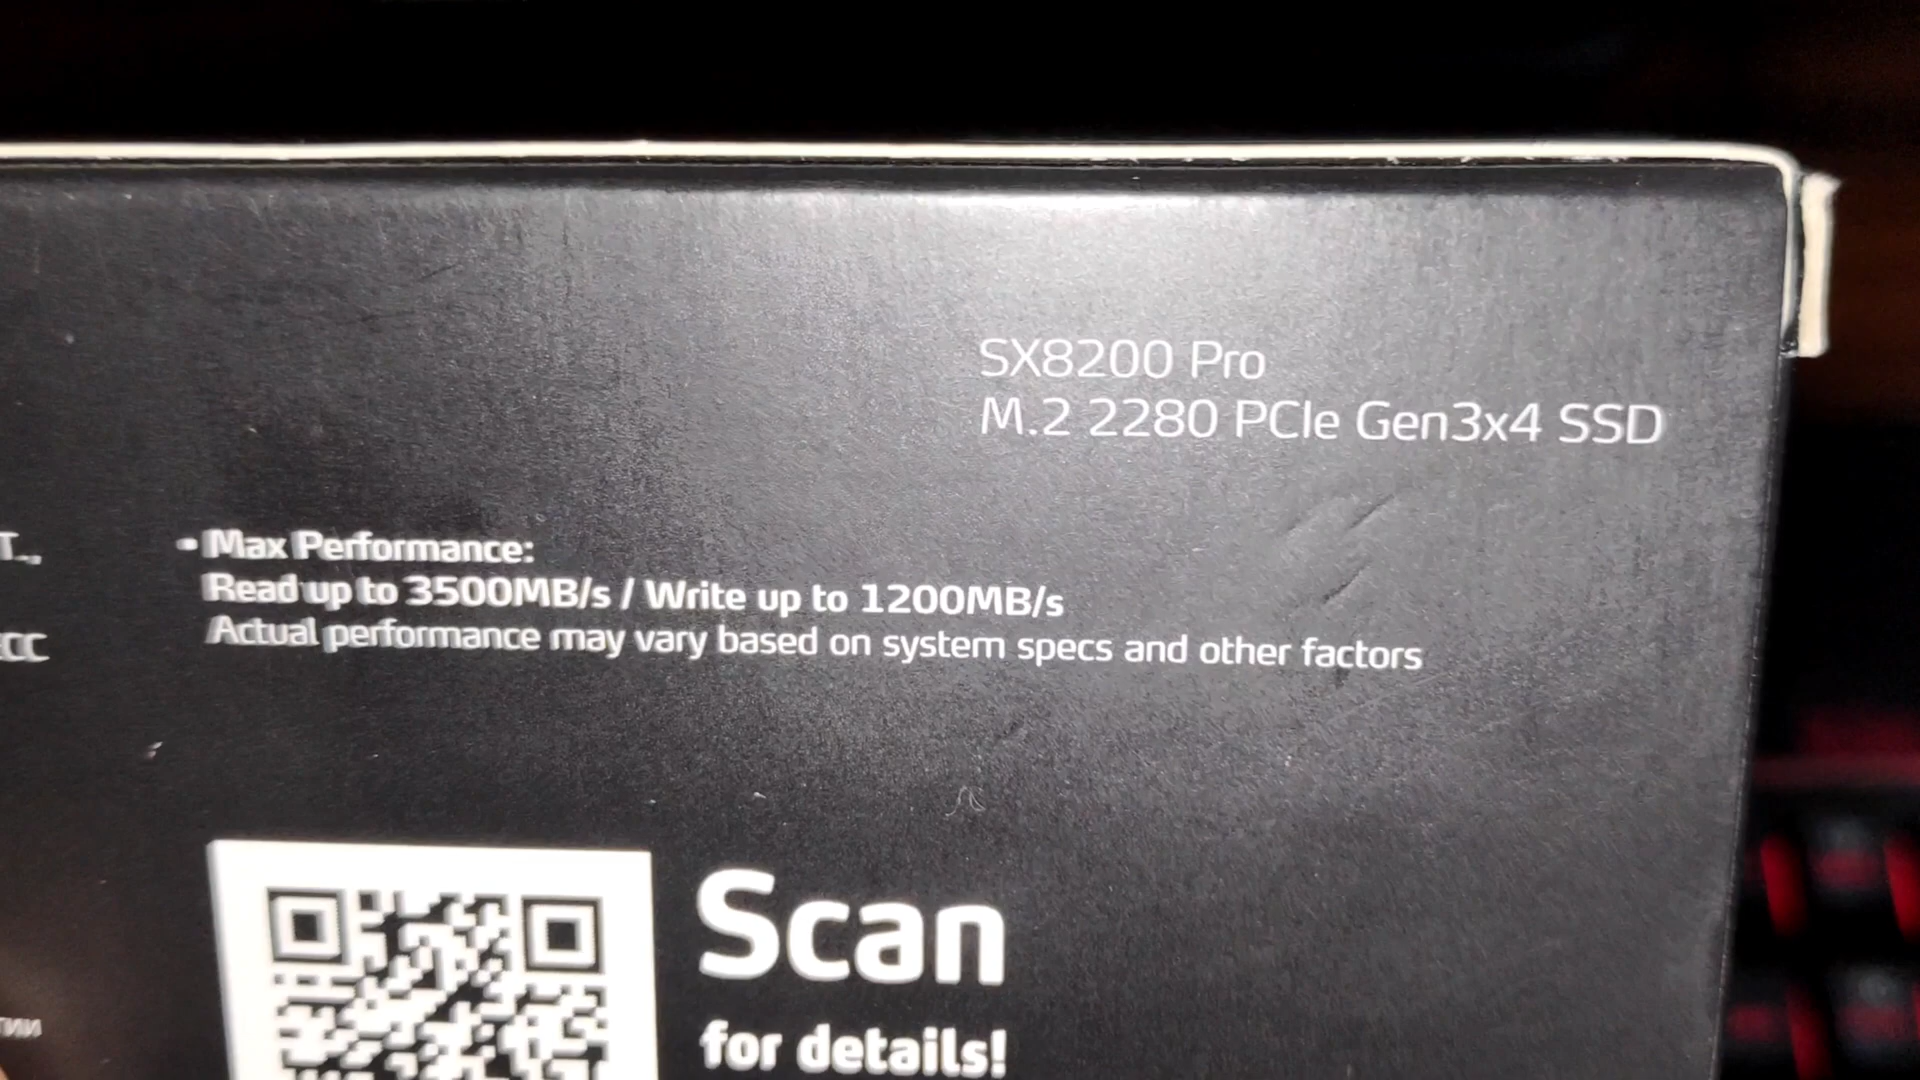 SX8200 Pro
M.2 2280 PCIe Gen3x4 SSD
T..,
• Max Performance:
Read up to 3500MB/s / Write up to 1200MB/s
Actual performance may vary based on system specs and other factors
Scan
for details!